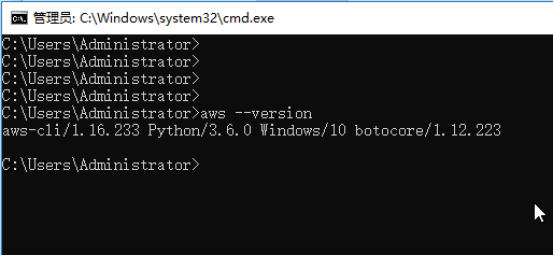 管理员: C:\Windows\system32\cmd.exe
C:\Users\Administrator>
C:\Users\Administrator>
C:\Users\Administrator>
C:\Users\Administrator>
C:\Users\Administrator>aws --version
aws-cli/1.16.233 Python/3.6.0 Windows/10 botocore/1.12.223
C:\Users\Administrator>